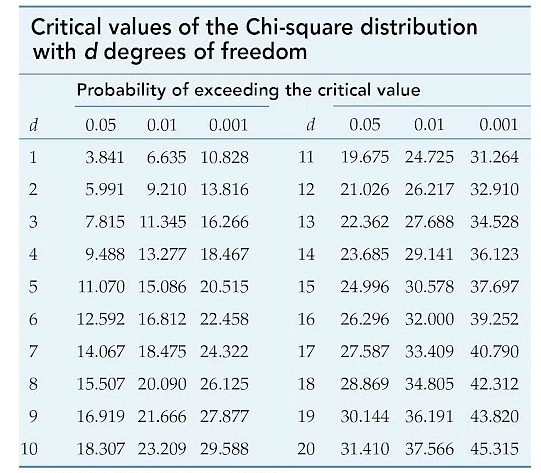 Critical values of the Chi-square distribution
with d degrees of freedom
Probability of exceeding the critical value
d 0.05 0.01 0.001 d 0.05 0.01 0.001
1 3.841 6.635 10.828 11 19.675 24.725 31.264
2 5.991 9.210 13.816 12 21.026 26.217 32.910
3 7.815 11.345 16.266 13 22.362 27.688 34.528
4 9.488 13.277 18.467 14 23.685 29.141 36.123
5 11.070 15.086 20.515 15 24.996 30.578 37.697
6 12.592 16.812 22.458 16 26.296 32.000 39.252
7 14.067 18.475 24.322 17 27.587 33.409 40.790
8 15.507 20.090 26.125 18 28.869 34.805 42.312
9 16.919 21.666 27.877 19 30.144 36.191 43.820
10 18.307 23.209 29.588 20 31.410 37.566 45.315